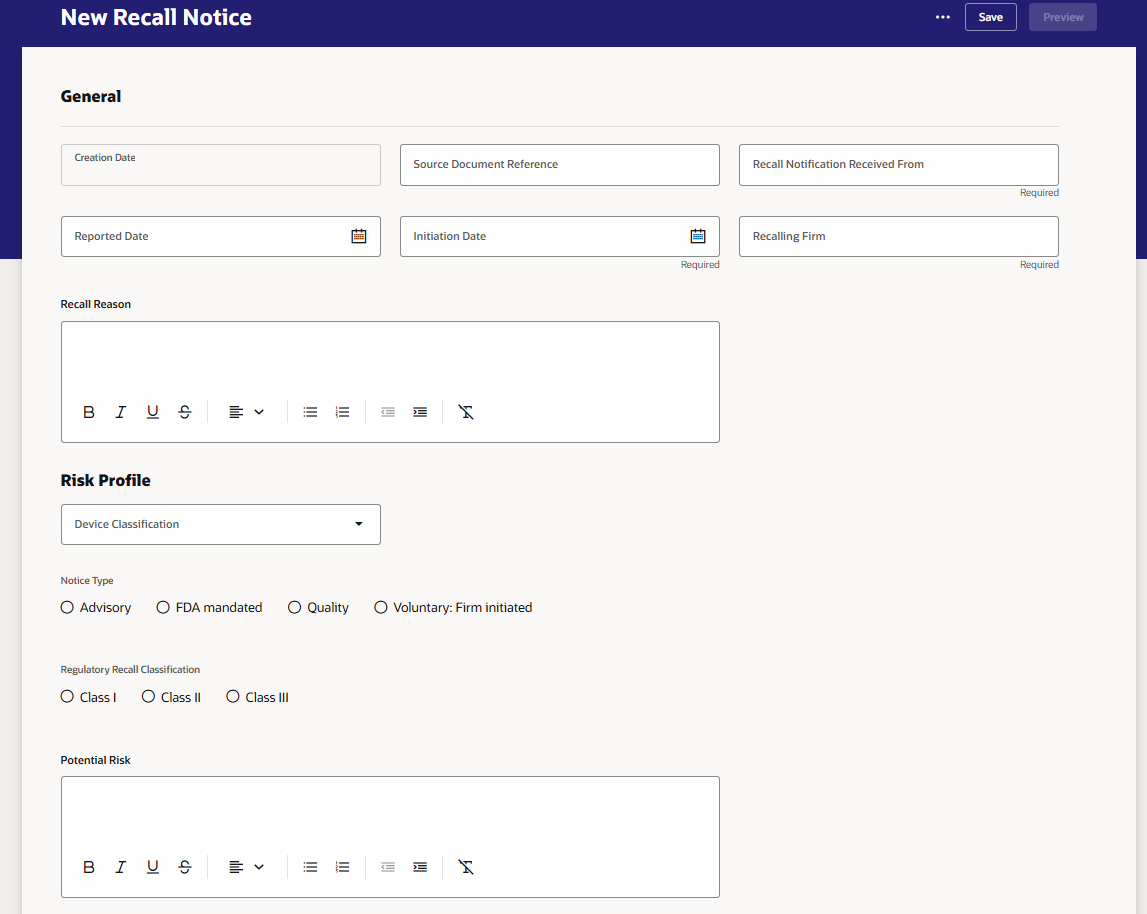 New Recall Notice
Save
Preview
General
Creation Date
Source Document Reference
Recall Notification Received From
Required
Reported Date
Initiation Date
Recalling Firm
Required
Required
Recall Reason
B I U S
Risk Profile
Device Classification
Notice Type
Advisory FDA mandated Quality Voluntary: Firm initiated
Regulatory Recall Classification
Class I Class II Class III
Potential Risk
B I U S